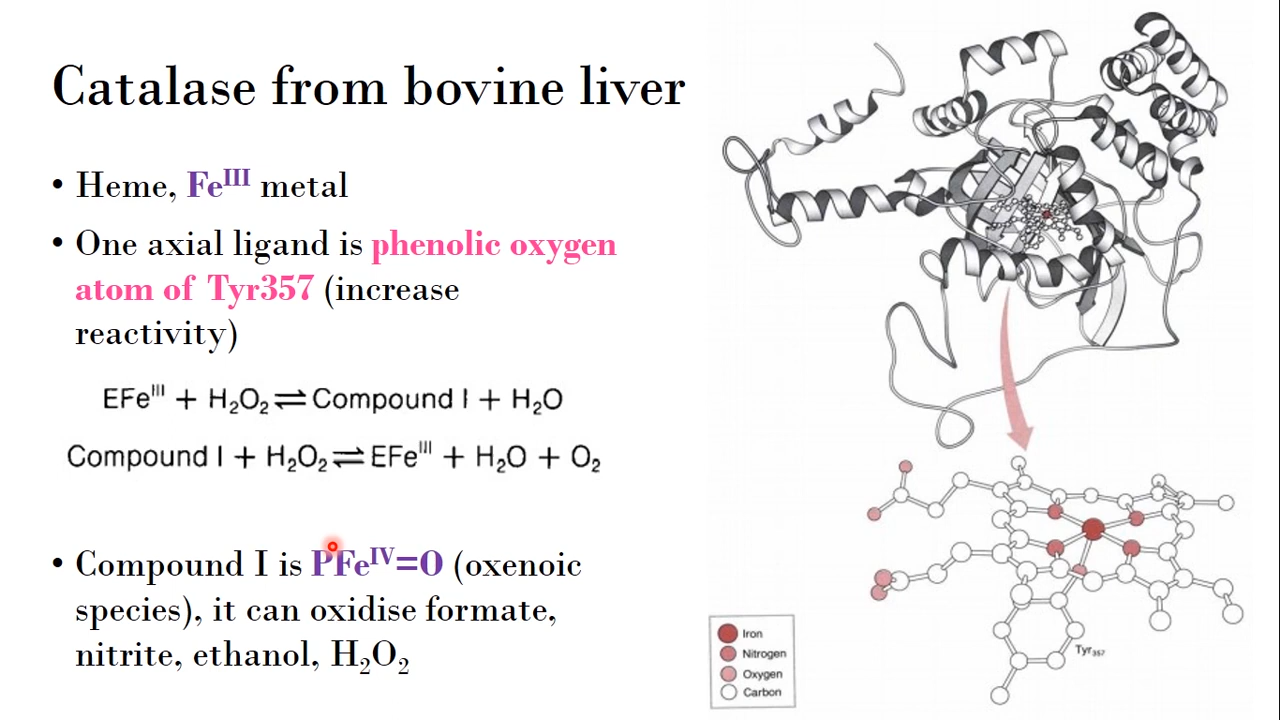 Catalase from bovine liver
• Heme, Feᴵᴵᴵ metal
• One axial ligand is phenolic oxygen
atom of Tyr357 (increase
reactivity)
EFeᴵᴵᴵ + H₂O₂ ⇌ Compound I + H₂O
Compound I + H₂O₂ ⇌ EFeᴵᴵᴵ + H₂O + O₂
• Compound I is PFeᴵⱽ=O (oxenoic
species), it can oxidise formate,
nitrite, ethanol, H₂O₂
Iron
Nitrogen
Oxygen
Carbon
Tyr₃₅₇